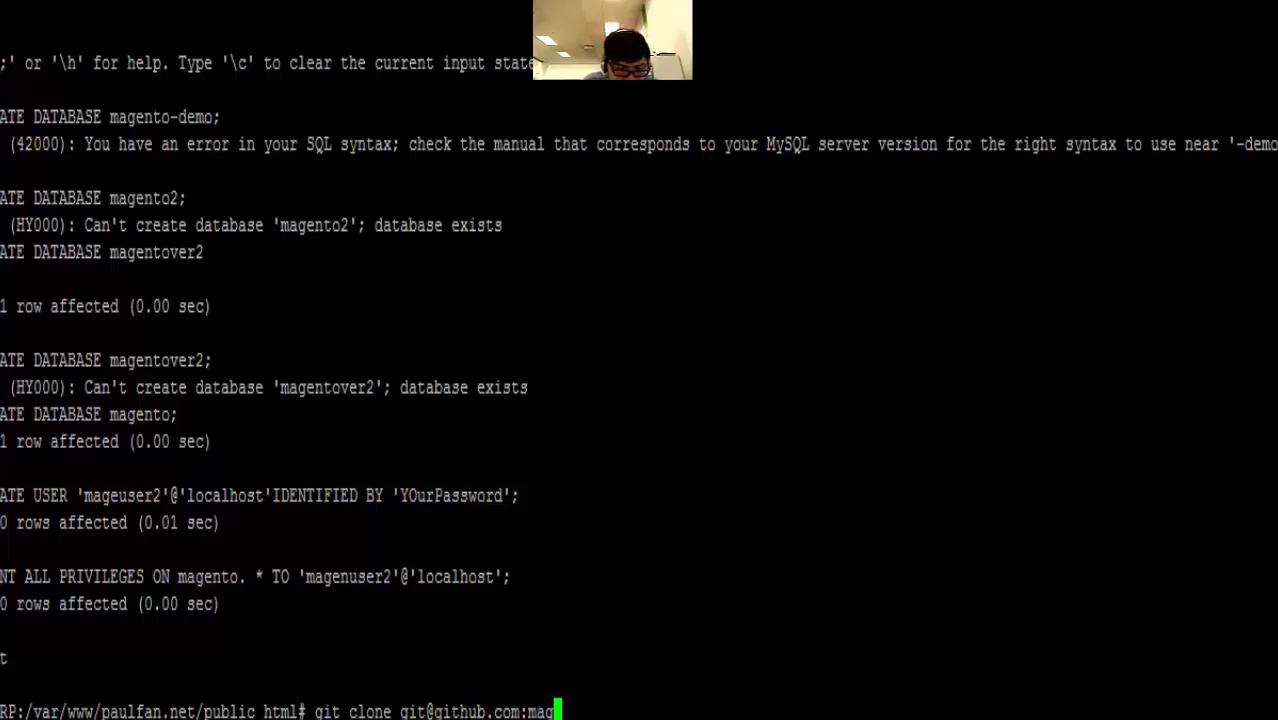 ;' or '\h' for help. Type '\c' to clear the current input state
ATE DATABASE magento-demo;
(42000): You have an error in your SQL syntax; check the manual that corresponds to your MySQL server version for the right syntax to use near '-demo
ATE DATABASE magento2;
(HY000): Can't create database 'magento2'; database exists
ATE DATABASE magentover2
1 row affected (0.00 sec)
ATE DATABASE magentover2;
(HY000): Can't create database 'magentover2'; database exists
ATE DATABASE magento;
1 row affected (0.00 sec)
ATE USER 'mageuser2'@'localhost'IDENTIFIED BY 'YOurPassword';
0 rows affected (0.01 sec)
NT ALL PRIVILEGES ON magento. * TO 'magenuser2'@'localhost';
0 rows affected (0.00 sec)
t
RP:/var/www/paulfan.net/public_html# git clone git@github.com:mag